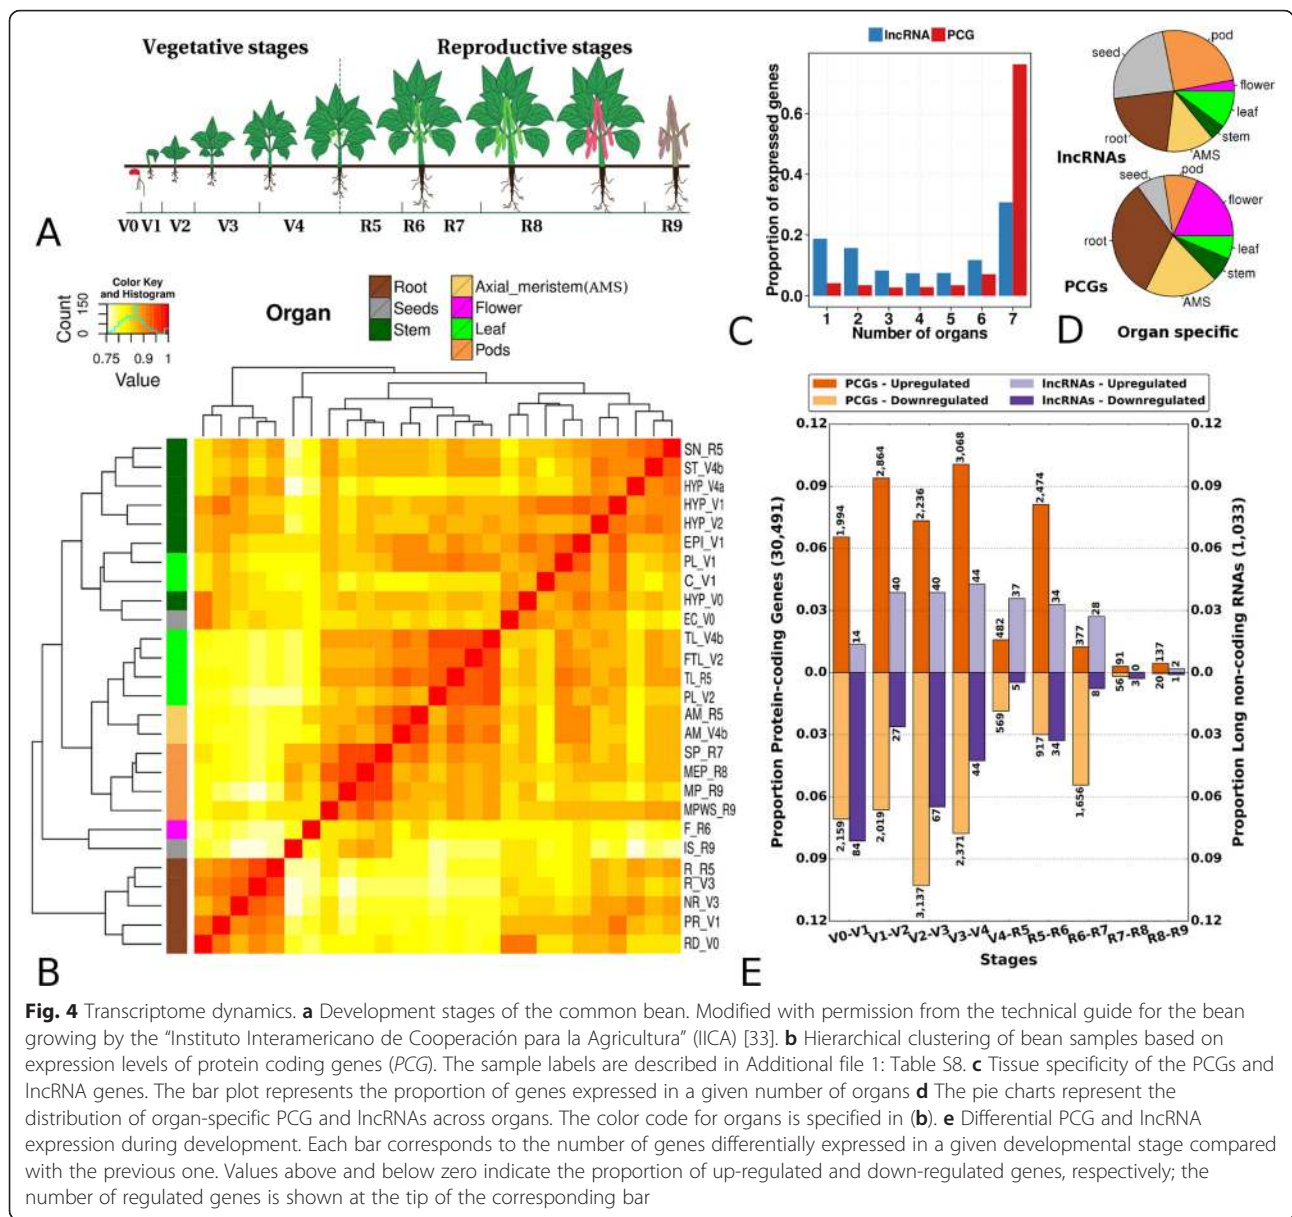 Vegetative stages
Reproductive stages
V0 V1 V2 V3 V4 R5 R6 R7 R8 R9
A
Color Key
and Histogram
Count
0 150
0.75 0.9 1
Value
Organ
Root
Seeds
Stem
Axial_meristem(AMS)
Flower
Leaf
Pods
SN_R5
ST_V4b
HYP_V4a
HYP_V1
HYP_V2
EPI_V1
PL_V1
C_V1
HYP_V0
EC_V0
TL_V4b
FTL_V2
TL_R5
PL_V2
AM_R5
AM_V4b
SP_R7
MEP_R8
MP_R9
MPWS_R9
F_R6
IS_R9
R_R5
R_V3
NR_V3
PR_V1
RD_V0
B
lncRNA PCG
Proportion of expressed genes
0.6
0.4
0.2
0.0
1 2 3 4 5 6 7
Number of organs
C
seed
pod
flower
leaf
stem
AMS
root
lncRNAs
seed
pod
flower
leaf
stem
AMS
root
PCGs
D
Organ specific
PCGs - Upregulated
PCGs - Downregulated
lncRNAs - Upregulated
lncRNAs - Downregulated
Proportion Protein-coding Genes (30,491)
Proportion Long non-coding RNAs (1,033)
0.12 0.12
0.09 0.09
0.06 0.06
0.03 0.03
0.0 0.0
0.03 0.03
0.06 0.06
0.09 0.09
0.12 0.12
1,994 14 2,864 40 2,236 40 3,068 44 482 37 2,474 34 377 28 91 0 137 2
2,159 84 2,019 27 3,137 67 2,371 44 569 5 917 34 1,656 8 56 3 20 1
V0-V1 V1-V2 V2-V3 V3-V4 V4-R5 R5-R6 R6-R7 R7-R8 R8-R9
Stages
E
Fig. 4 Transcriptome dynamics. a Development stages of the common bean. Modified with permission from the technical guide for the bean
growing by the “Instituto Interamericano de Cooperación para la Agricultura” (IICA) [33]. b Hierarchical clustering of bean samples based on
expression levels of protein coding genes (PCG). The sample labels are described in Additional file 1: Table S8. c Tissue specificity of the PCGs and
lncRNA genes. The bar plot represents the proportion of genes expressed in a given number of organs d The pie charts represent the
distribution of organ-specific PCG and lncRNAs across organs. The color code for organs is specified in (b). e Differential PCG and lncRNA
expression during development. Each bar corresponds to the number of genes differentially expressed in a given developmental stage compared
with the previous one. Values above and below zero indicate the proportion of up-regulated and down-regulated genes, respectively; the
number of regulated genes is shown at the tip of the corresponding bar